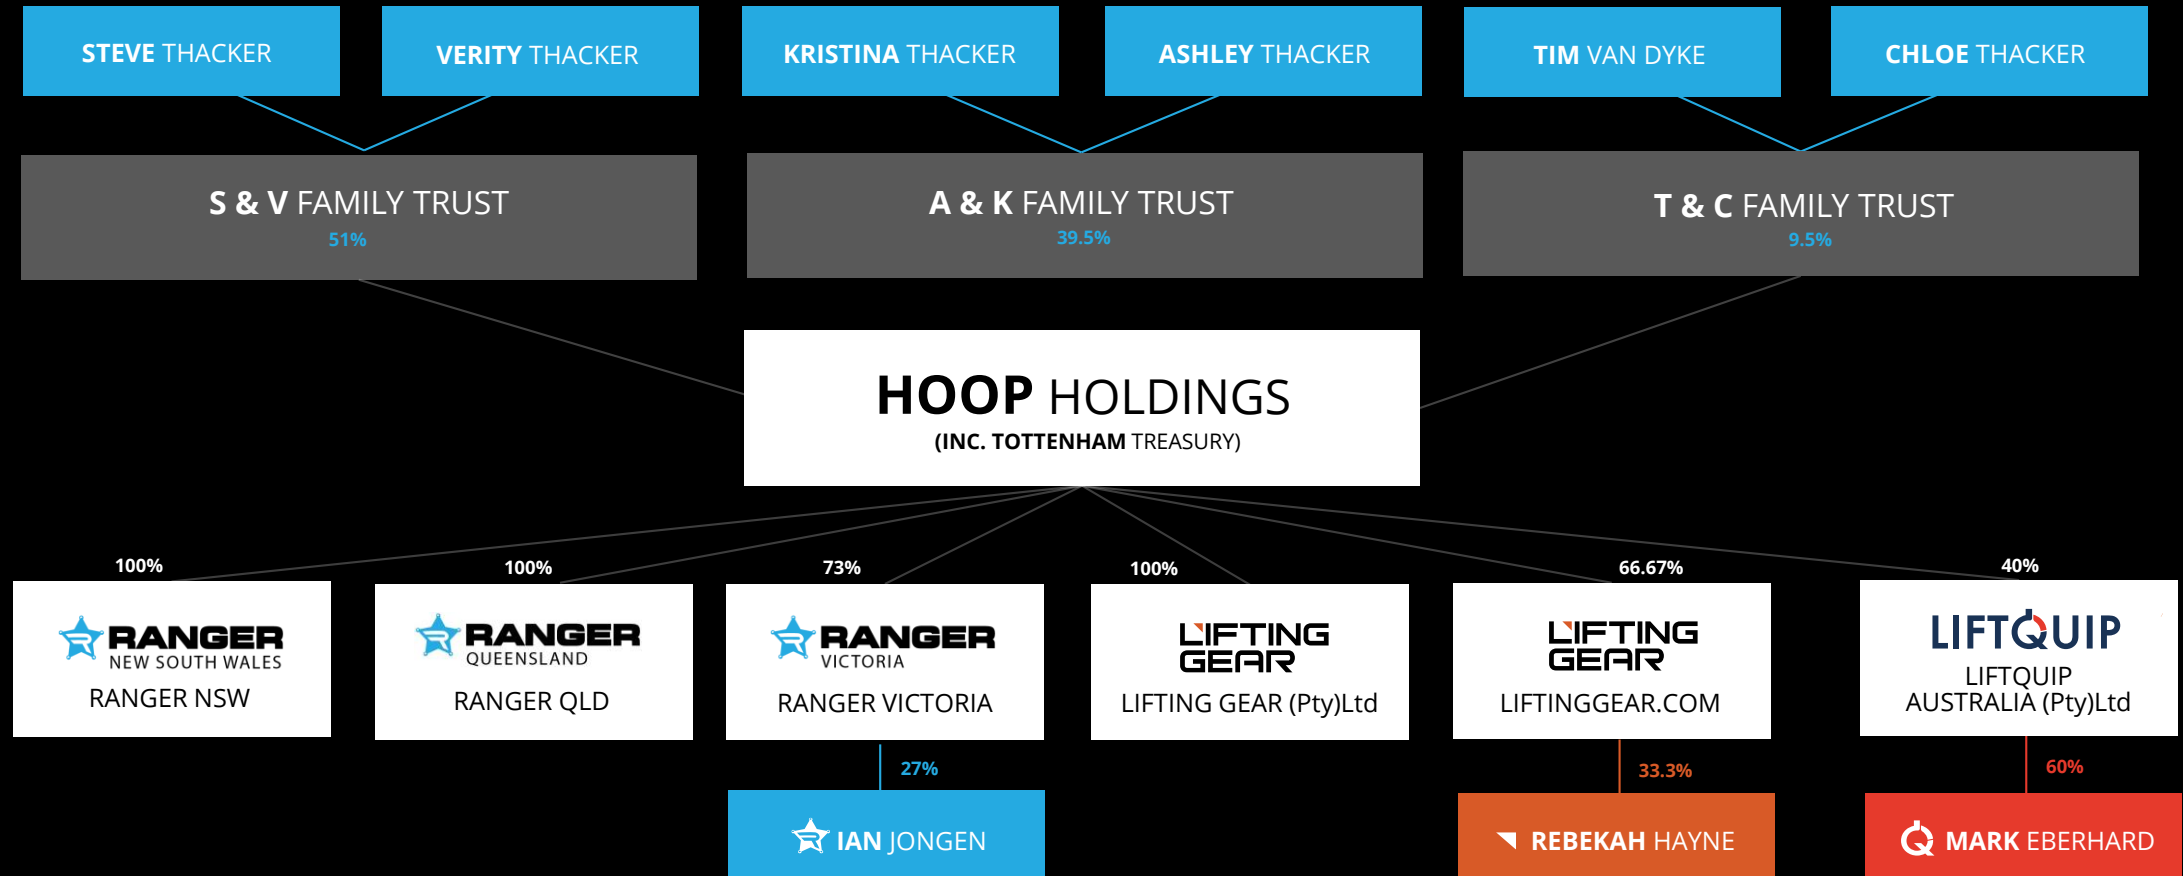 STEVE THACKER
VERITY THACKER
KRISTINA THACKER
ASHLEY THACKER
TIM VAN DYKE
CHLOE THACKER
S & V FAMILY TRUST
51%
A & K FAMILY TRUST
39.5%
T & C FAMILY TRUST
9.5%
HOOP HOLDINGS
(INC. TOTTENHAM TREASURY)
100%
100%
73%
100%
66.67%
40%
R RANGER
NEW SOUTH WALES
RANGER NSW
R RANGER
QUEENSLAND
RANGER QLD
R RANGER
VICTORIA
RANGER VICTORIA
LIFTING
GEAR
LIFTING GEAR (Pty)Ltd
LIFTING
GEAR
LIFTINGGEAR.COM
LIFTQUIP
LIFTQUIP
AUSTRALIA (Pty)Ltd
27%
33.3%
60%
R IAN JONGEN
REBEKAH HAYNE
Q MARK EBERHARD